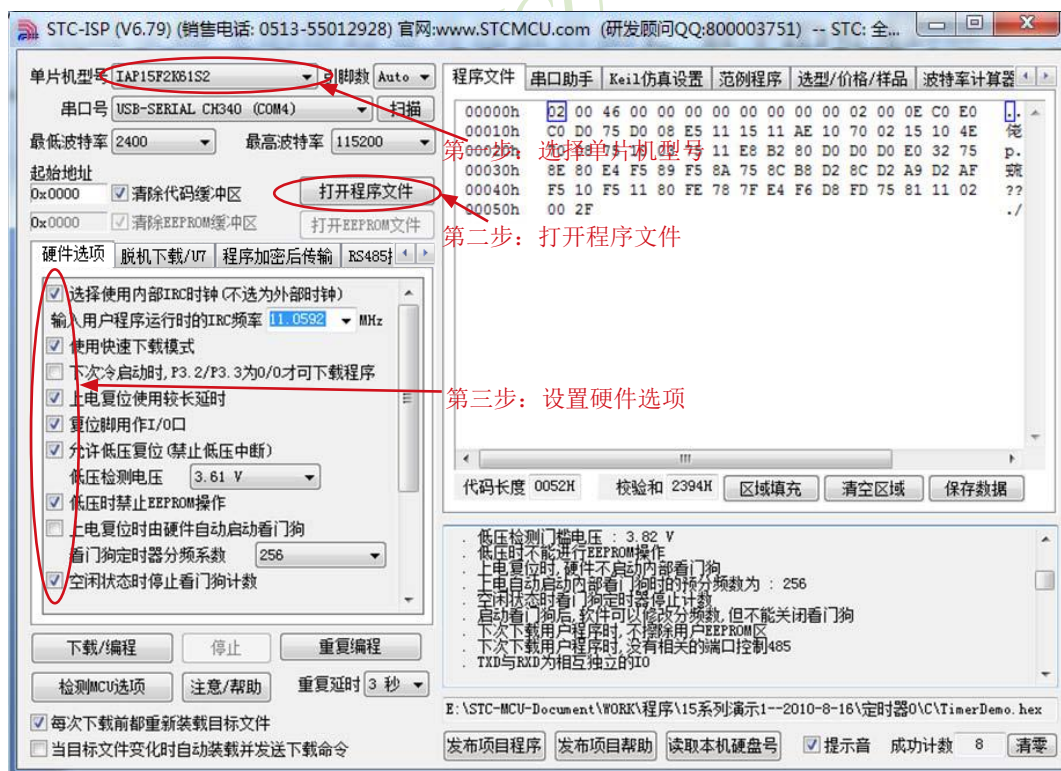 STC-ISP (V6.79) (销售电话: 0513-55012928) 官网:www.STCMCU.com (研发顾问QQ:800003751) -- STC: 全...
单片机型号 IAP15F2K61S2 引脚数 Auto
串口号 USB-SERIAL CH340 (COM4) 扫描
最低波特率 2400 最高波特率 115200
起始地址
0x0000 清除代码缓冲区 打开程序文件
0x0000 清除EEPROM缓冲区 打开EEPROM文件
硬件选项 脱机下载/U7 程序加密后传输
选择使用内部IRC时钟(不选为外部时钟)
输入用户程序运行时的IRC频率 11.0592 MHz
使用快速下载模式
下次冷启动时,P3.2/P3.3为0/0才可下载程序
上电复位使用较长延时
复位脚用作I/O口
允许低压复位(禁止低压中断)
低压检测电压 3.61 V
低压时禁止EEPROM操作
上电复位时由硬件自动启动看门狗
看门狗定时器分频系数 256
空闲状态时停止看门狗计数
下载/编程 停止 重复编程
检测MCU选项 注意/帮助 重复延时 3 秒
每次下载前都重新装载目标文件
当目标文件变化时自动装载并发送下载命令
程序文件 串口助手 Keil仿真设置 范例程序 选型/价格/样品 波特率计算器
00000h 02 00 46 00 00 00 00 00 00 00 00 02 00 0E C0 E0
00010h C0 D0 75 D0 08 E5 11 15 11 AE 10 70 02 15 10 4E
00020h 11 E8 B2 80 D0 D0 D0 E0 32 75 p.
第一步：选择单片机型号
00030h 8E 80 E4 F5 89 F5 8A 75 8C B8 D2 8C D2 A9 D2 AF
00040h F5 10 F5 11 80 FE 78 7F E4 F6 D8 FD 75 81 11 02 ??
00050h 00 2F ./
第二步：打开程序文件
第三步：设置硬件选项
代码长度 0052H 校验和 2394H 区域填充 清空区域 保存数据
. 低压检测门槛电压 : 3.82 V
. 低压时不能进行EEPROM操作
. 上电复位时,硬件不启动内部看门狗
. 上电自动启动内部看门狗时的预分频数为 : 256
. 空闲状态时看门狗定时器停止计数
. 启动看门狗后,软件可以修改分频数,但不能关闭看门狗
. 下次下载用户程序时,不擦除用户EEPROM区
. 下次下载用户程序时,没有相关的端口控制485
. TXD与RXD为相互独立的IO
E:\STC-MCU-Document\WORK\程序\15系列演示1--2010-8-16\定时器0\C\TimerDemo.hex
发布项目程序 发布项目帮助 读取本机硬盘号 提示音 成功计数 8 清零